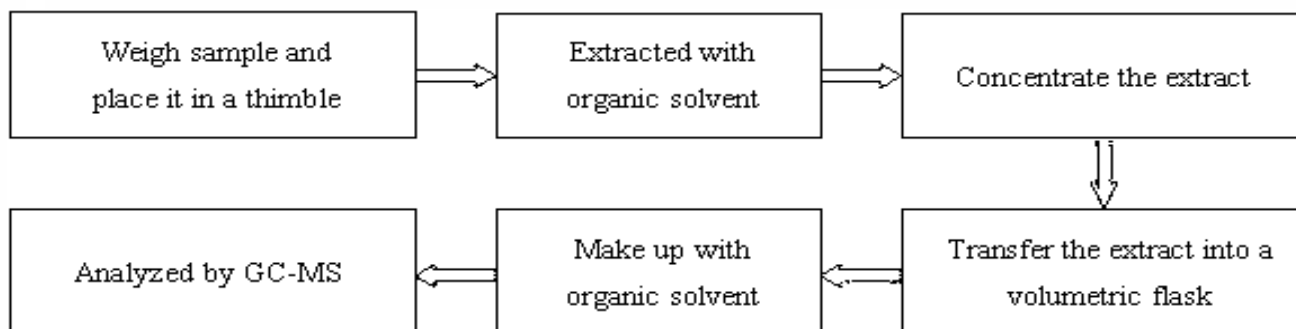 Weigh sample and
place it in a thimble
Extracted with
organic solvent
Concentrate the extract
Transfer the extract into a
volumetric flask
Make up with
organic solvent
Analyzed by GC-MS